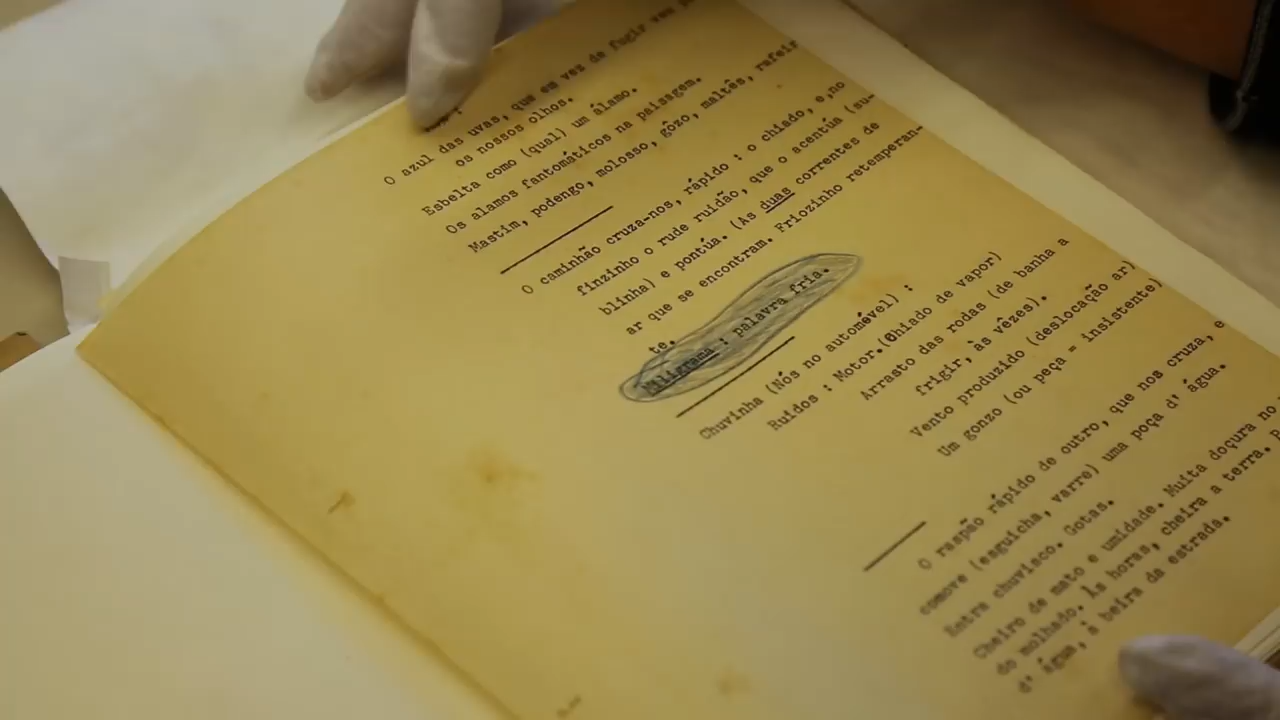 O azul das uvas, que em vez de fugir vem
os nossos olhos.
Esbelta como (qual) um álamo.
Os alamos fantomáticos na paisagem.
Mastim, podengo, molosso, gôzo, maltês, rafeir
O caminhão cruza-nos, rápido : o chiado, e,no
finzinho o rude ruidão, que o acentúa (su-
blinha) e pontúa. (As duas correntes de
ar que se encontram. Friozinho retemperan-
te.
Milignama : palavra fria.
Chuvinha (Nós no automóvel) :
Ruidos : Motor.(Chiado de vapor)
Arrasto das rodas (de banha a
frigir, às vêzes).
Vento produzido (deslocação ar)
Um gonzo (ou peça = insistente)
O raspão rápido de outro, que nos cruza, e
comove (esguicha, varre) uma poça d' água.
Entra chuvisco. Gotas.
Cheiro de mato e umidade. Muita doçura no
do molhado. Às horas, cheira a terra.
d' água, à beira da estrada.